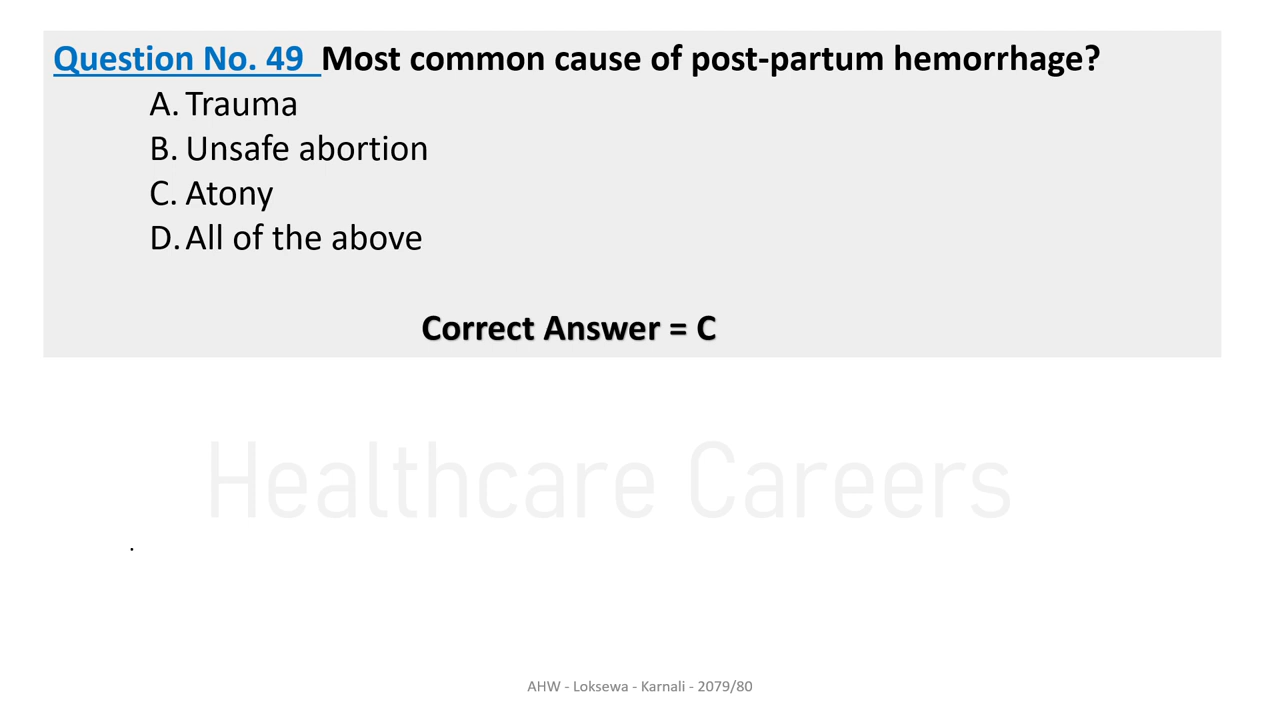 Question No. 49 Most common cause of post-partum hemorrhage?
A. Trauma
B. Unsafe abortion
C. Atony
D. All of the above
Correct Answer = C
Healthcare Careers
.
AHW - Loksewa - Karnali - 2079/80